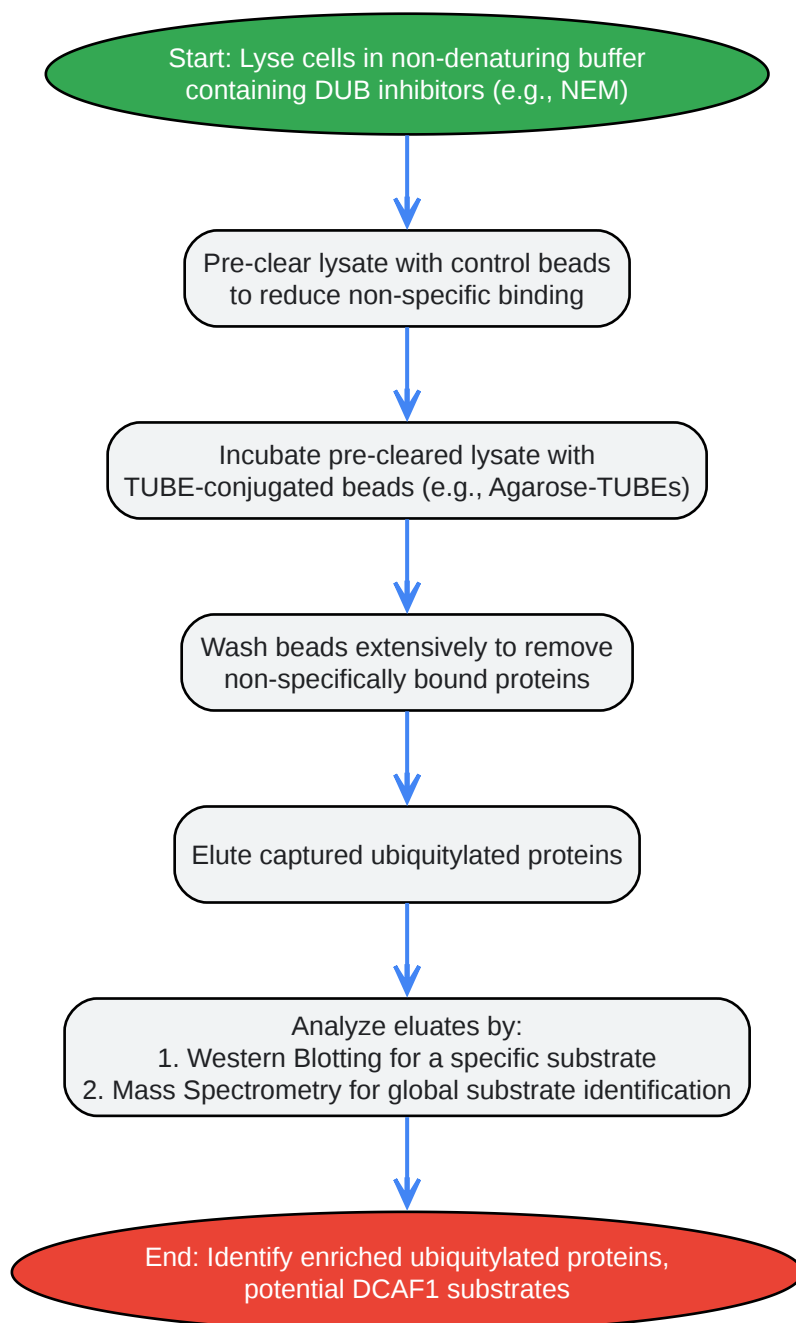 Start: Lyse cells in non-denaturing buffer
containing DUB inhibitors (e.g., NEM)
Pre-clear lysate with control beads
to reduce non-specific binding
Incubate pre-cleared lysate with
TUBE-conjugated beads (e.g., Agarose-TUBEs)
Wash beads extensively to remove
non-specifically bound proteins
Elute captured ubiquitylated proteins
Analyze eluates by:
1. Western Blotting for a specific substrate
2. Mass Spectrometry for global substrate identification
End: Identify enriched ubiquitylated proteins,
potential DCAF1 substrates